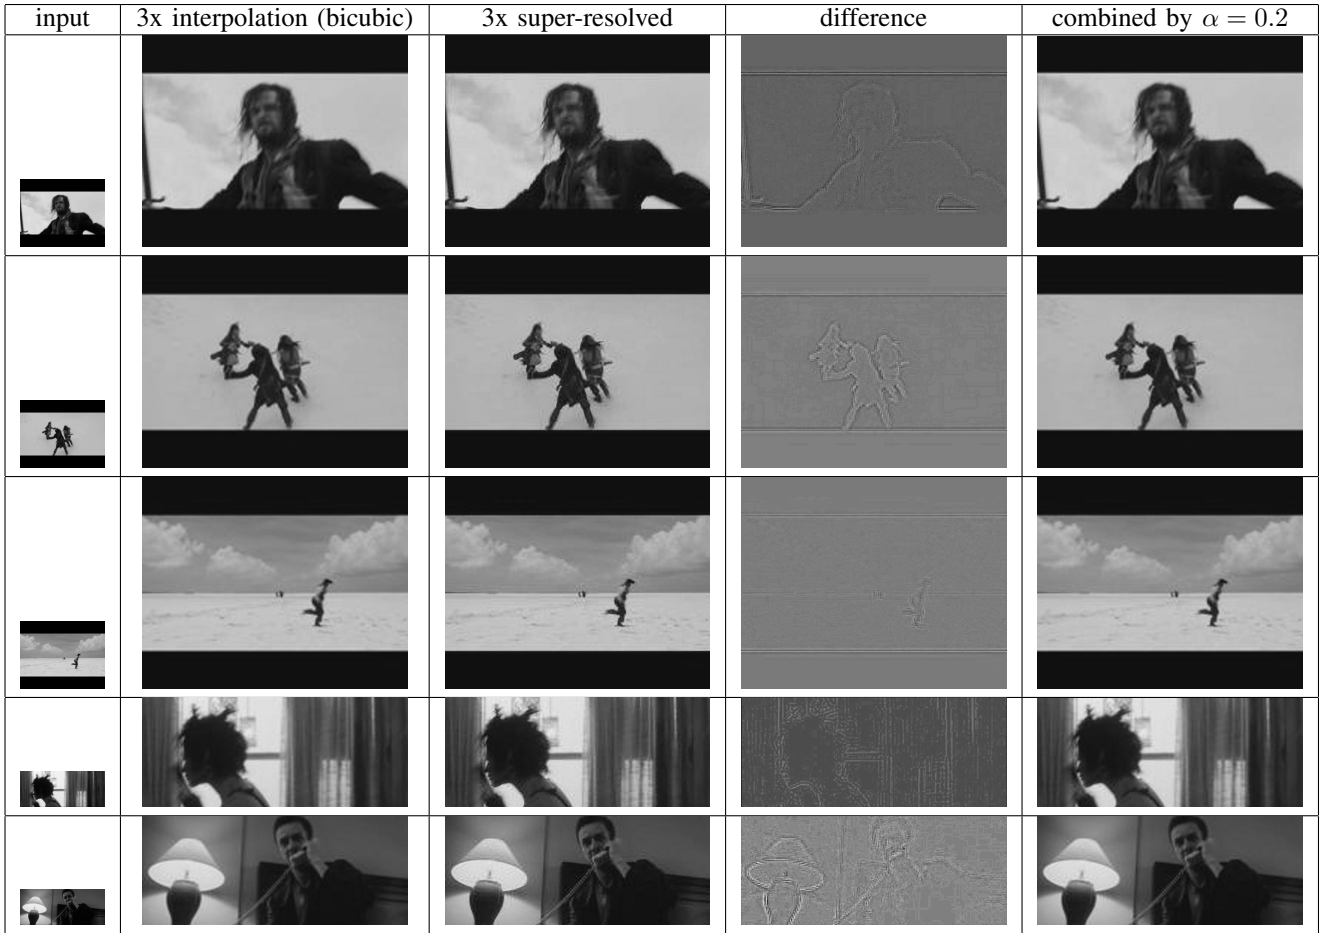 input 3x interpolation (bicubic) 3x super-resolved difference combined by α = 0.2